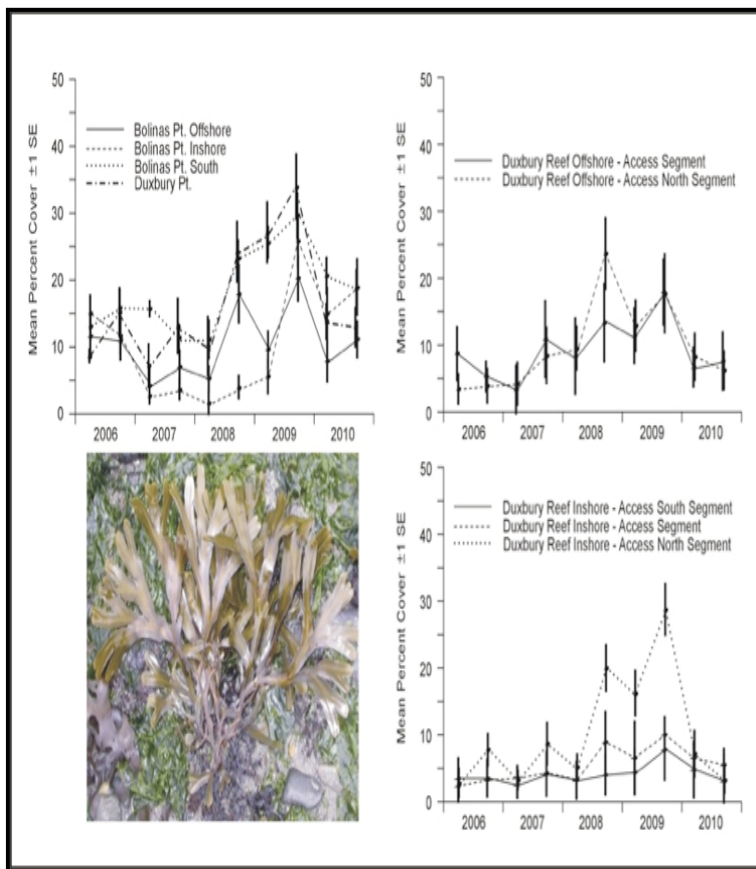 50
40
30
20
10
0
Mean Percent Cover ±1 SE
Bolinas Pt. Offshore
Bolinas Pt. Inshore
Bolinas Pt. South
Duxbury Pt.
2006 2007 2008 2009 2010
50
40
30
20
10
0
Mean Percent Cover ±1 SE
Duxbury Reef Offshore - Access Segment
Duxbury Reef Offshore - Access North Segment
2006 2007 2008 2009 2010
50
40
30
20
10
0
Mean Percent Cover ±1 SE
Duxbury Reef Inshore - Access South Segment
Duxbury Reef Inshore - Access Segment
Duxbury Reef Inshore - Access North Segment
2006 2007 2008 2009 2010